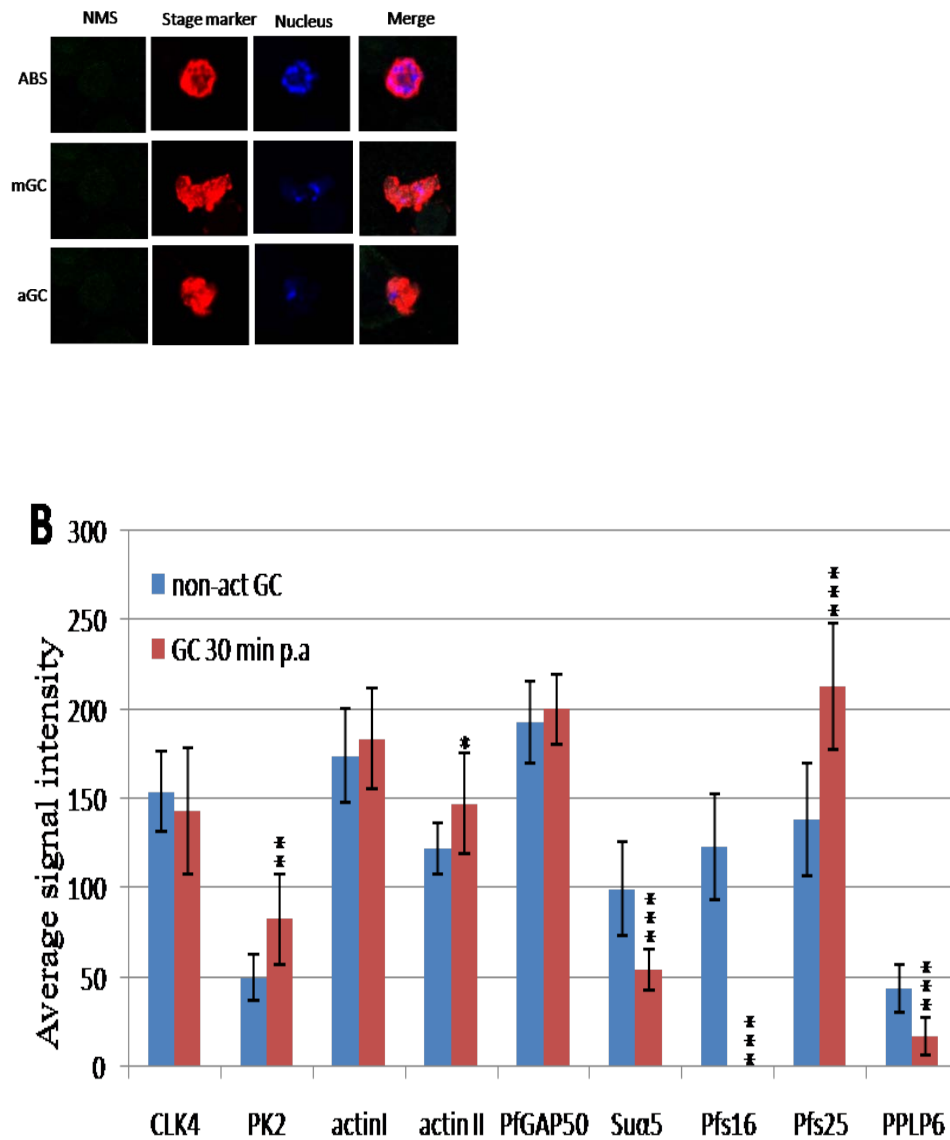 NMS Stage marker Nucleus Merge
ABS
mGC
aGC
B
300
250
200
150
100
50
0
Average signal intensity
non-act GC
GC 30 min p.a
** * *** *** *** ***
CLK4 PK2 actinI actin II PfGAP50 Suα5 Pfs16 Pfs25 PPLP6